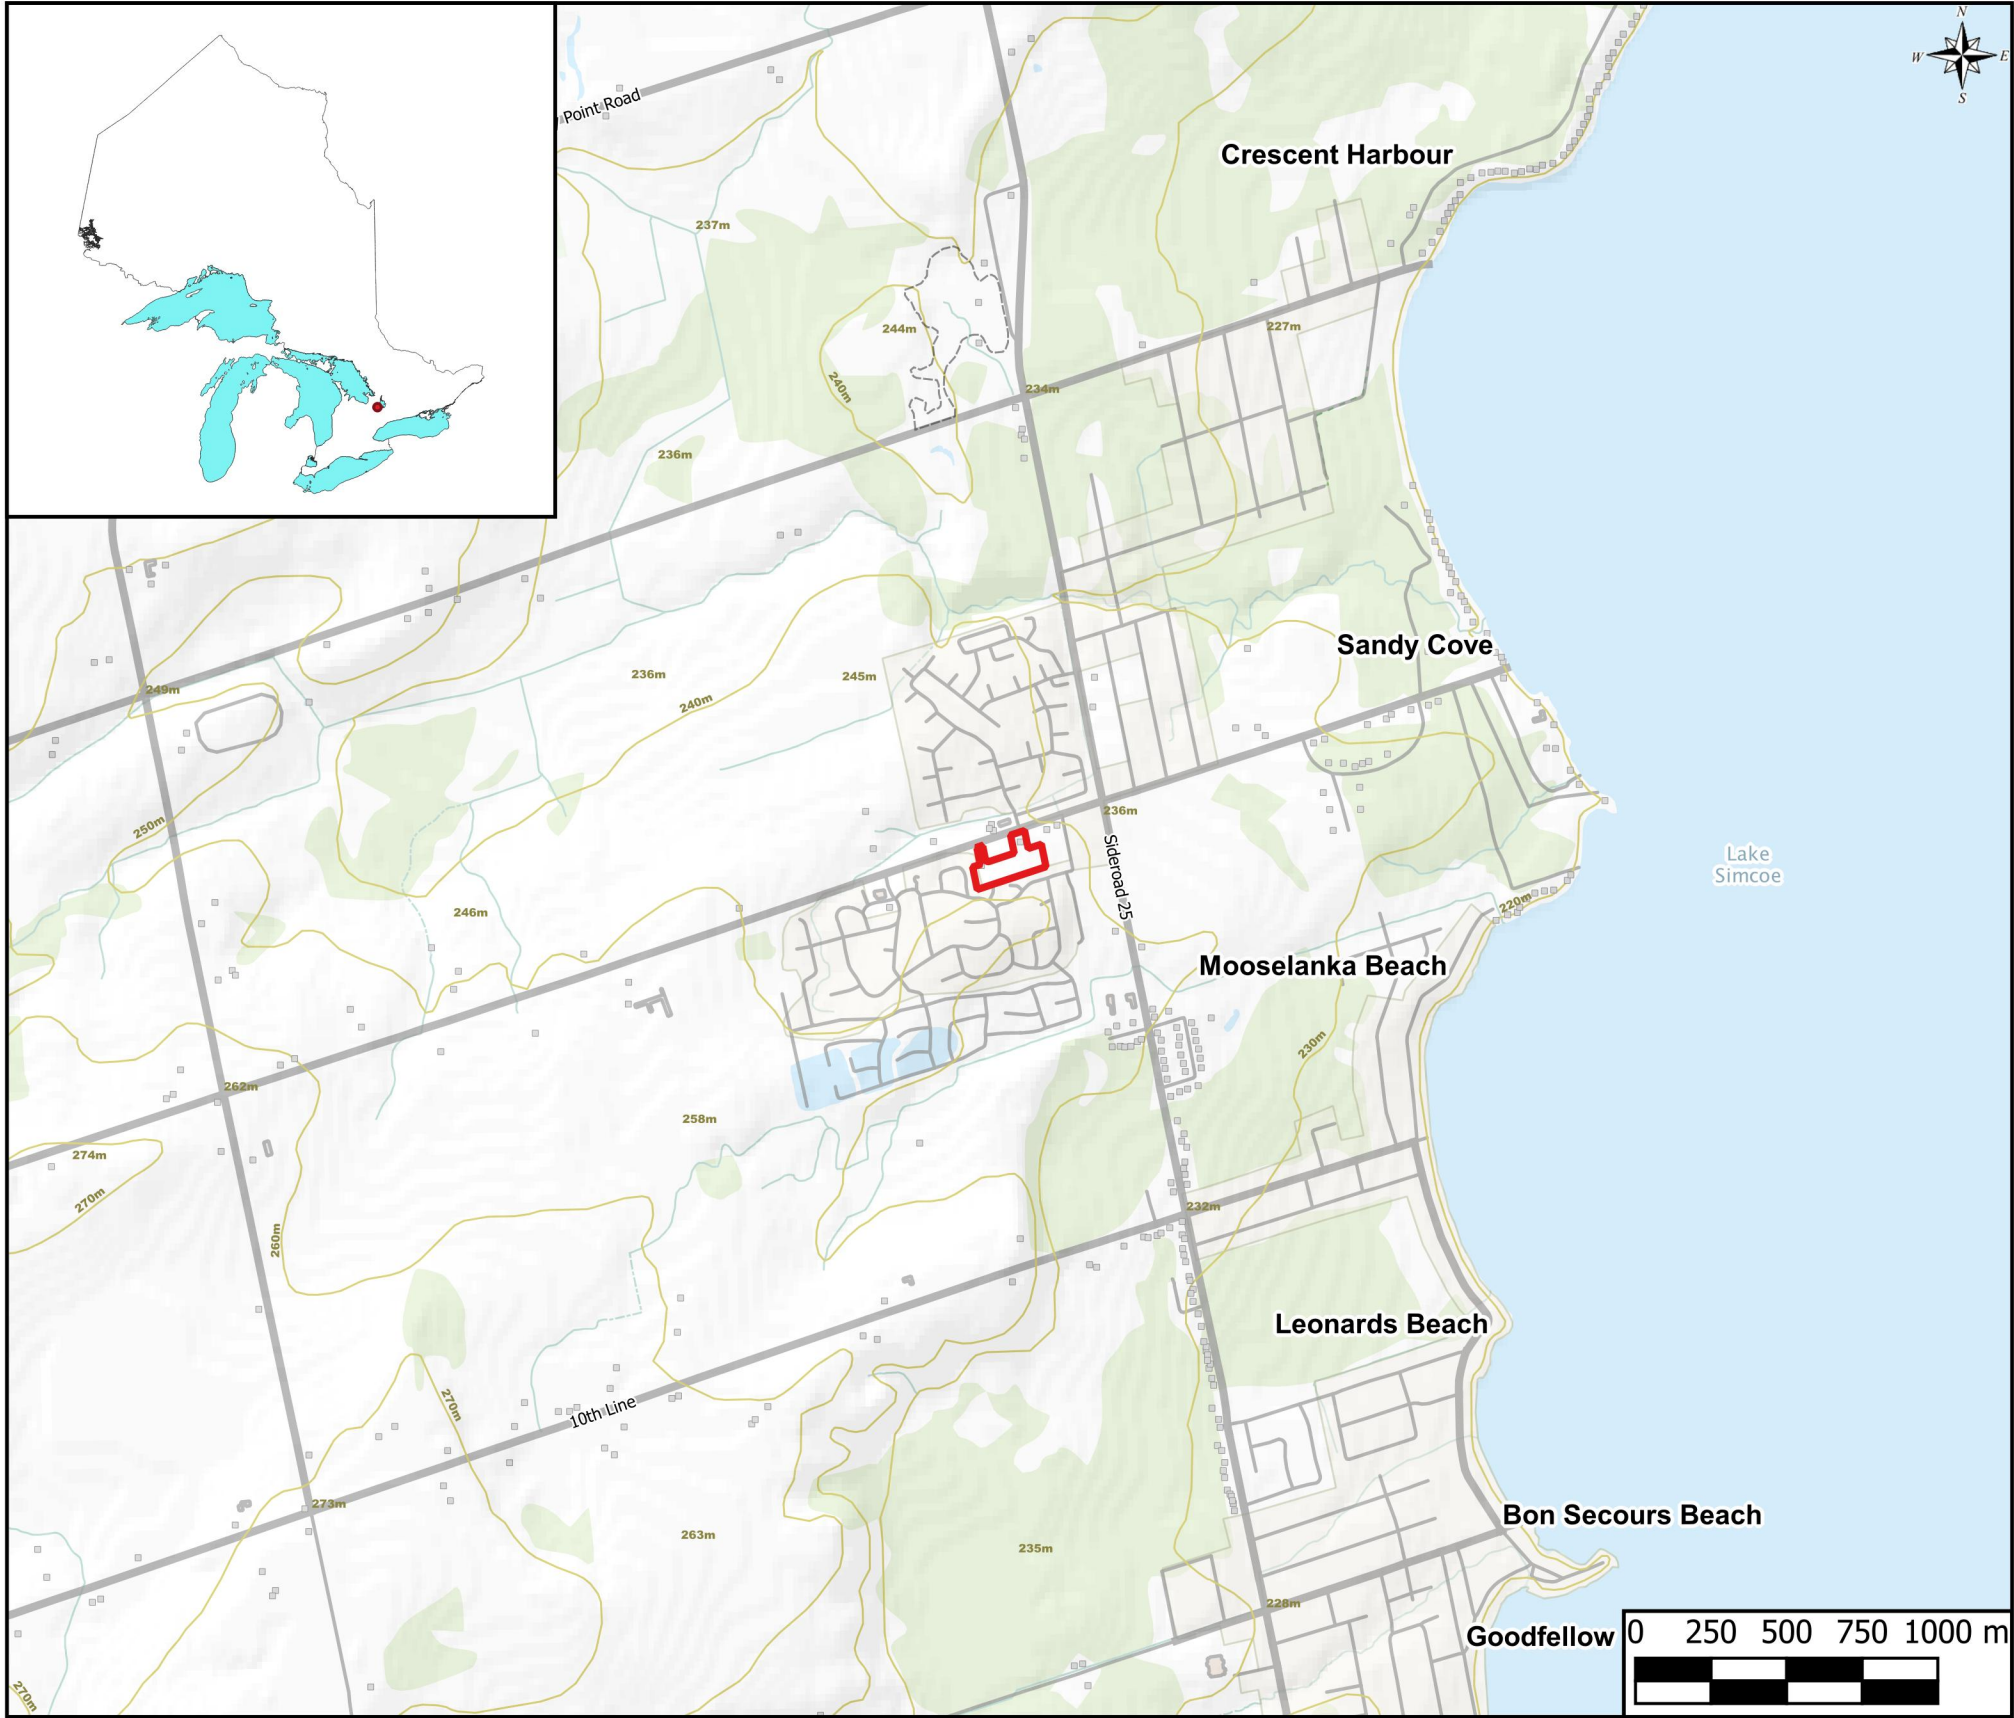 N
W E
S
Point Road
Crescent Harbour
237m
244m
227m
240m
234m
236m
Sandy Cove
236m
245m
249m
240m
236m
250m
Sideroad 25
Lake
Simcoe
220m
246m
Mooselanka Beach
230m
262m
258m
274m
270m
232m
260m
Leonards Beach
270m
10th Line
273m
Bon Secours Beach
263m
235m
228m
Goodfellow
0 250 500 750 1000 m
270m